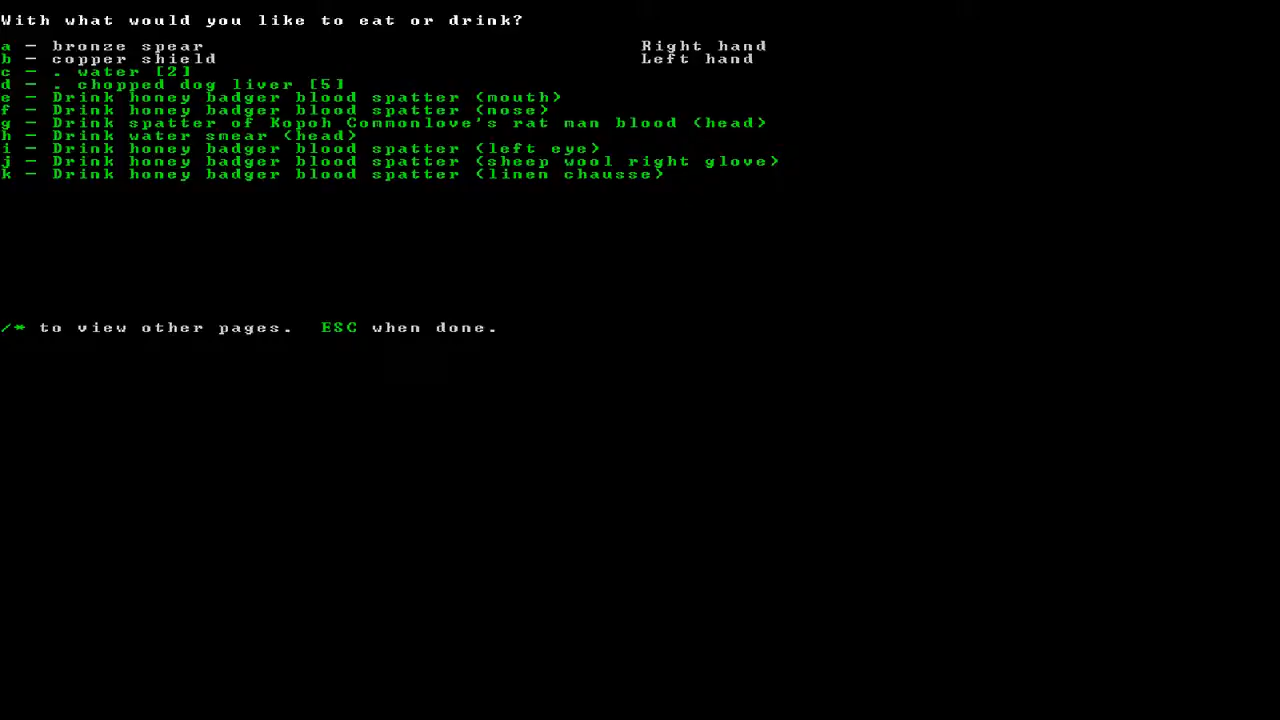 With what would you like to eat or drink?
a - bronze spear Right hand
b - copper shield Left hand
c - . water [2]
d - . chopped dog liver [5]
e - Drink honey badger blood spatter (mouth)
f - Drink honey badger blood spatter (nose)
g - Drink spatter of Kopoh Commonlove's rat man blood (head)
h - Drink water smear (head)
i - Drink honey badger blood spatter (left eye)
j - Drink honey badger blood spatter (sheep wool right glove)
k - Drink honey badger blood spatter (linen chausse)
/* to view other pages. ESC when done.